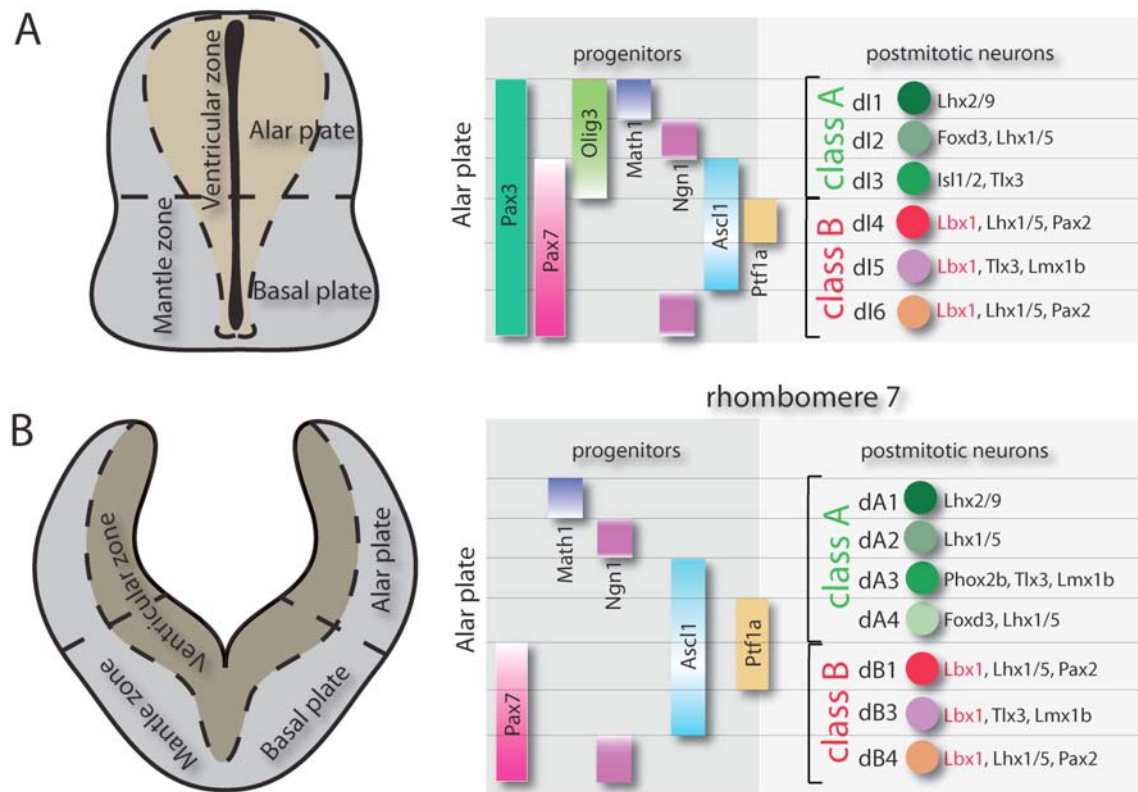 A
Ventricular zone
Alar plate
Mantle zone
Basal plate
progenitors
postmitotic neurons
Alar plate
Pax3
Pax7
Olig3
Math1
Ngn1
Ascl1
Ptf1a
class A
class B
dI1 Lhx2/9
dI2 Foxd3, Lhx1/5
dI3 Isl1/2, Tlx3
dI4 Lbx1, Lhx1/5, Pax2
dI5 Lbx1, Tlx3, Lmx1b
dI6 Lbx1, Lhx1/5, Pax2
rhombomere 7
B
Ventricular zone
Alar plate
Mantle zone
Basal plate
progenitors
postmitotic neurons
Alar plate
Pax7
Math1
Ngn1
Ascl1
Ptf1a
class A
class B
dA1 Lhx2/9
dA2 Lhx1/5
dA3 Phox2b, Tlx3, Lmx1b
dA4 Foxd3, Lhx1/5
dB1 Lbx1, Lhx1/5, Pax2
dB3 Lbx1, Tlx3, Lmx1b
dB4 Lbx1, Lhx1/5, Pax2